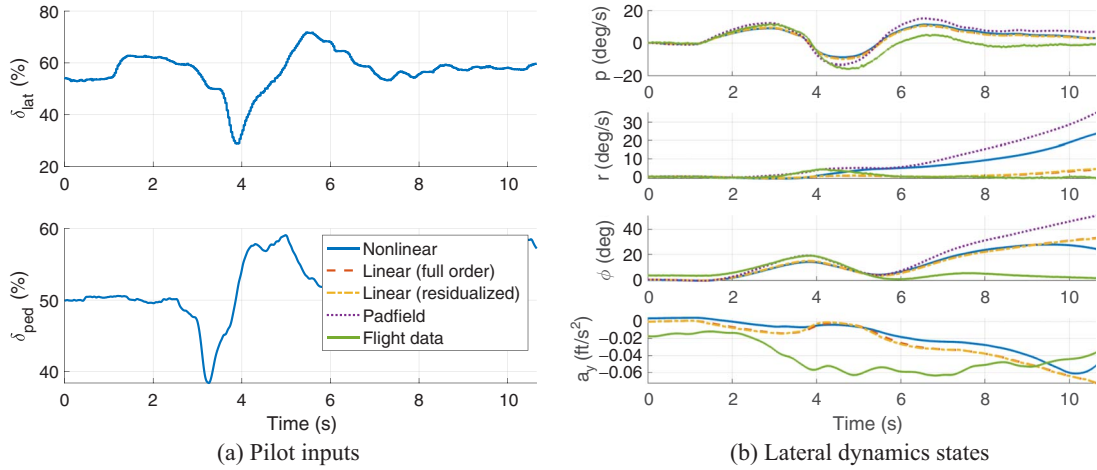 80
60
40
20
δlat (%)
0 2 4 6 8 10
60
50
40
δped (%)
Nonlinear
Linear (full order)
Linear (residualized)
Padfield
Flight data
0 2 4 6 8 10
Time (s)
(a) Pilot inputs
20
0
−20
p (deg/s)
0 2 4 6 8 10
30
20
10
0
r (deg/s)
0 2 4 6 8 10
40
20
0
ϕ (deg)
0 2 4 6 8 10
0
−0.02
−0.04
−0.06
ay (ft/s²)
0 2 4 6 8 10
Time (s)
(b) Lateral dynamics states